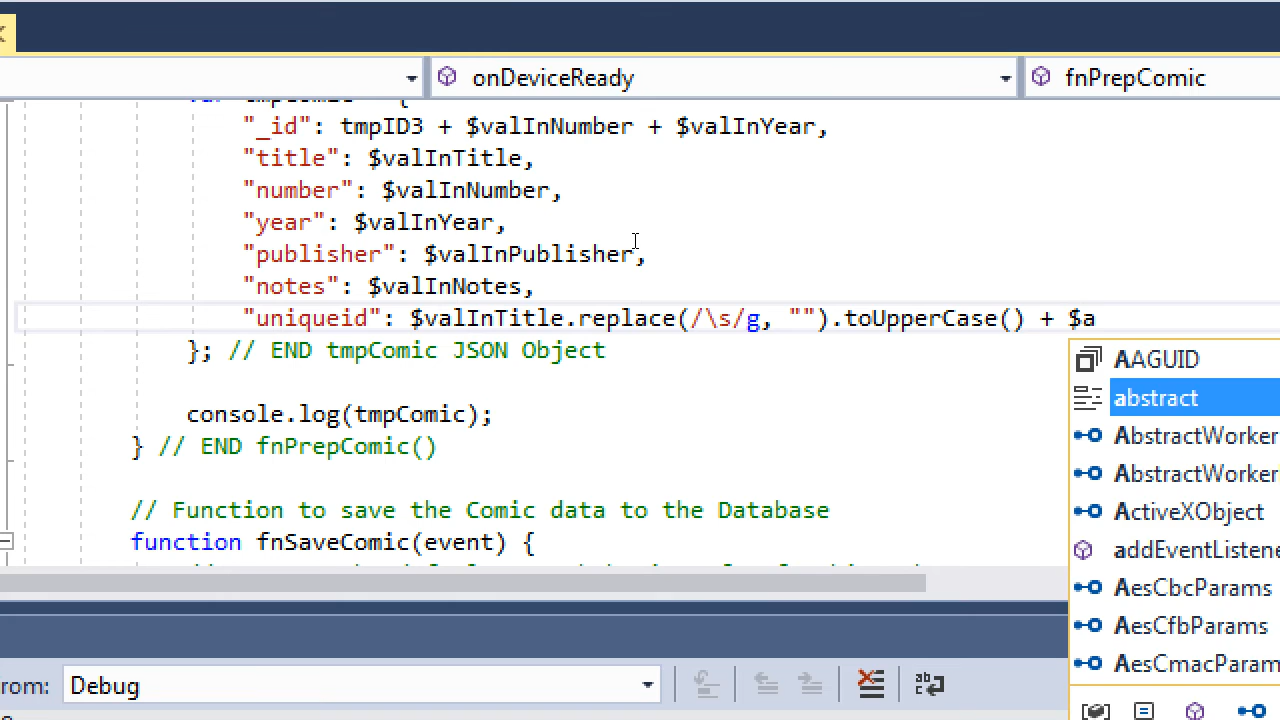 onDeviceReady
fnPrepComic
"_id": tmpID3 + $valInNumber + $valInYear,
"title": $valInTitle,
"number": $valInNumber,
"year": $valInYear,
"publisher": $valInPublisher,
"notes": $valInNotes,
"uniqueid": $valInTitle.replace(/\s/g, "").toUpperCase() + $a
}; // END tmpComic JSON Object
AAGUID
abstract
console.log(tmpComic);
AbstractWorker
} // END fnPrepComic()
AbstractWorker
// Function to save the Comic data to the Database
ActiveXObject
function fnSaveComic(event) {
addEventListene
AesCbcParams
AesCfbParams
AesCmacParam
rom: Debug